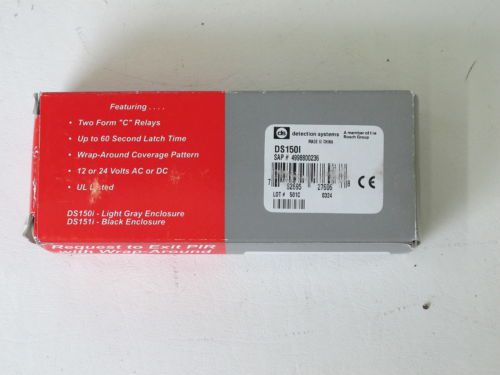 Featuring . . . .
• Two Form "C" Relays
• Up to 60 Second Latch Time
• Wrap-Around Coverage Pattern
• 12 or 24 Volts AC or DC
• UL Listed
DS150i - Light Gray Enclosure
DS151i - Black Enclosure
Request to Exit PIR
with Wrap-Around
ds detection systems
A member of the
Bosch Group
MADE IN CHINA
DS150I
SAP # 4998800236
CE
LOT # 501C 0324